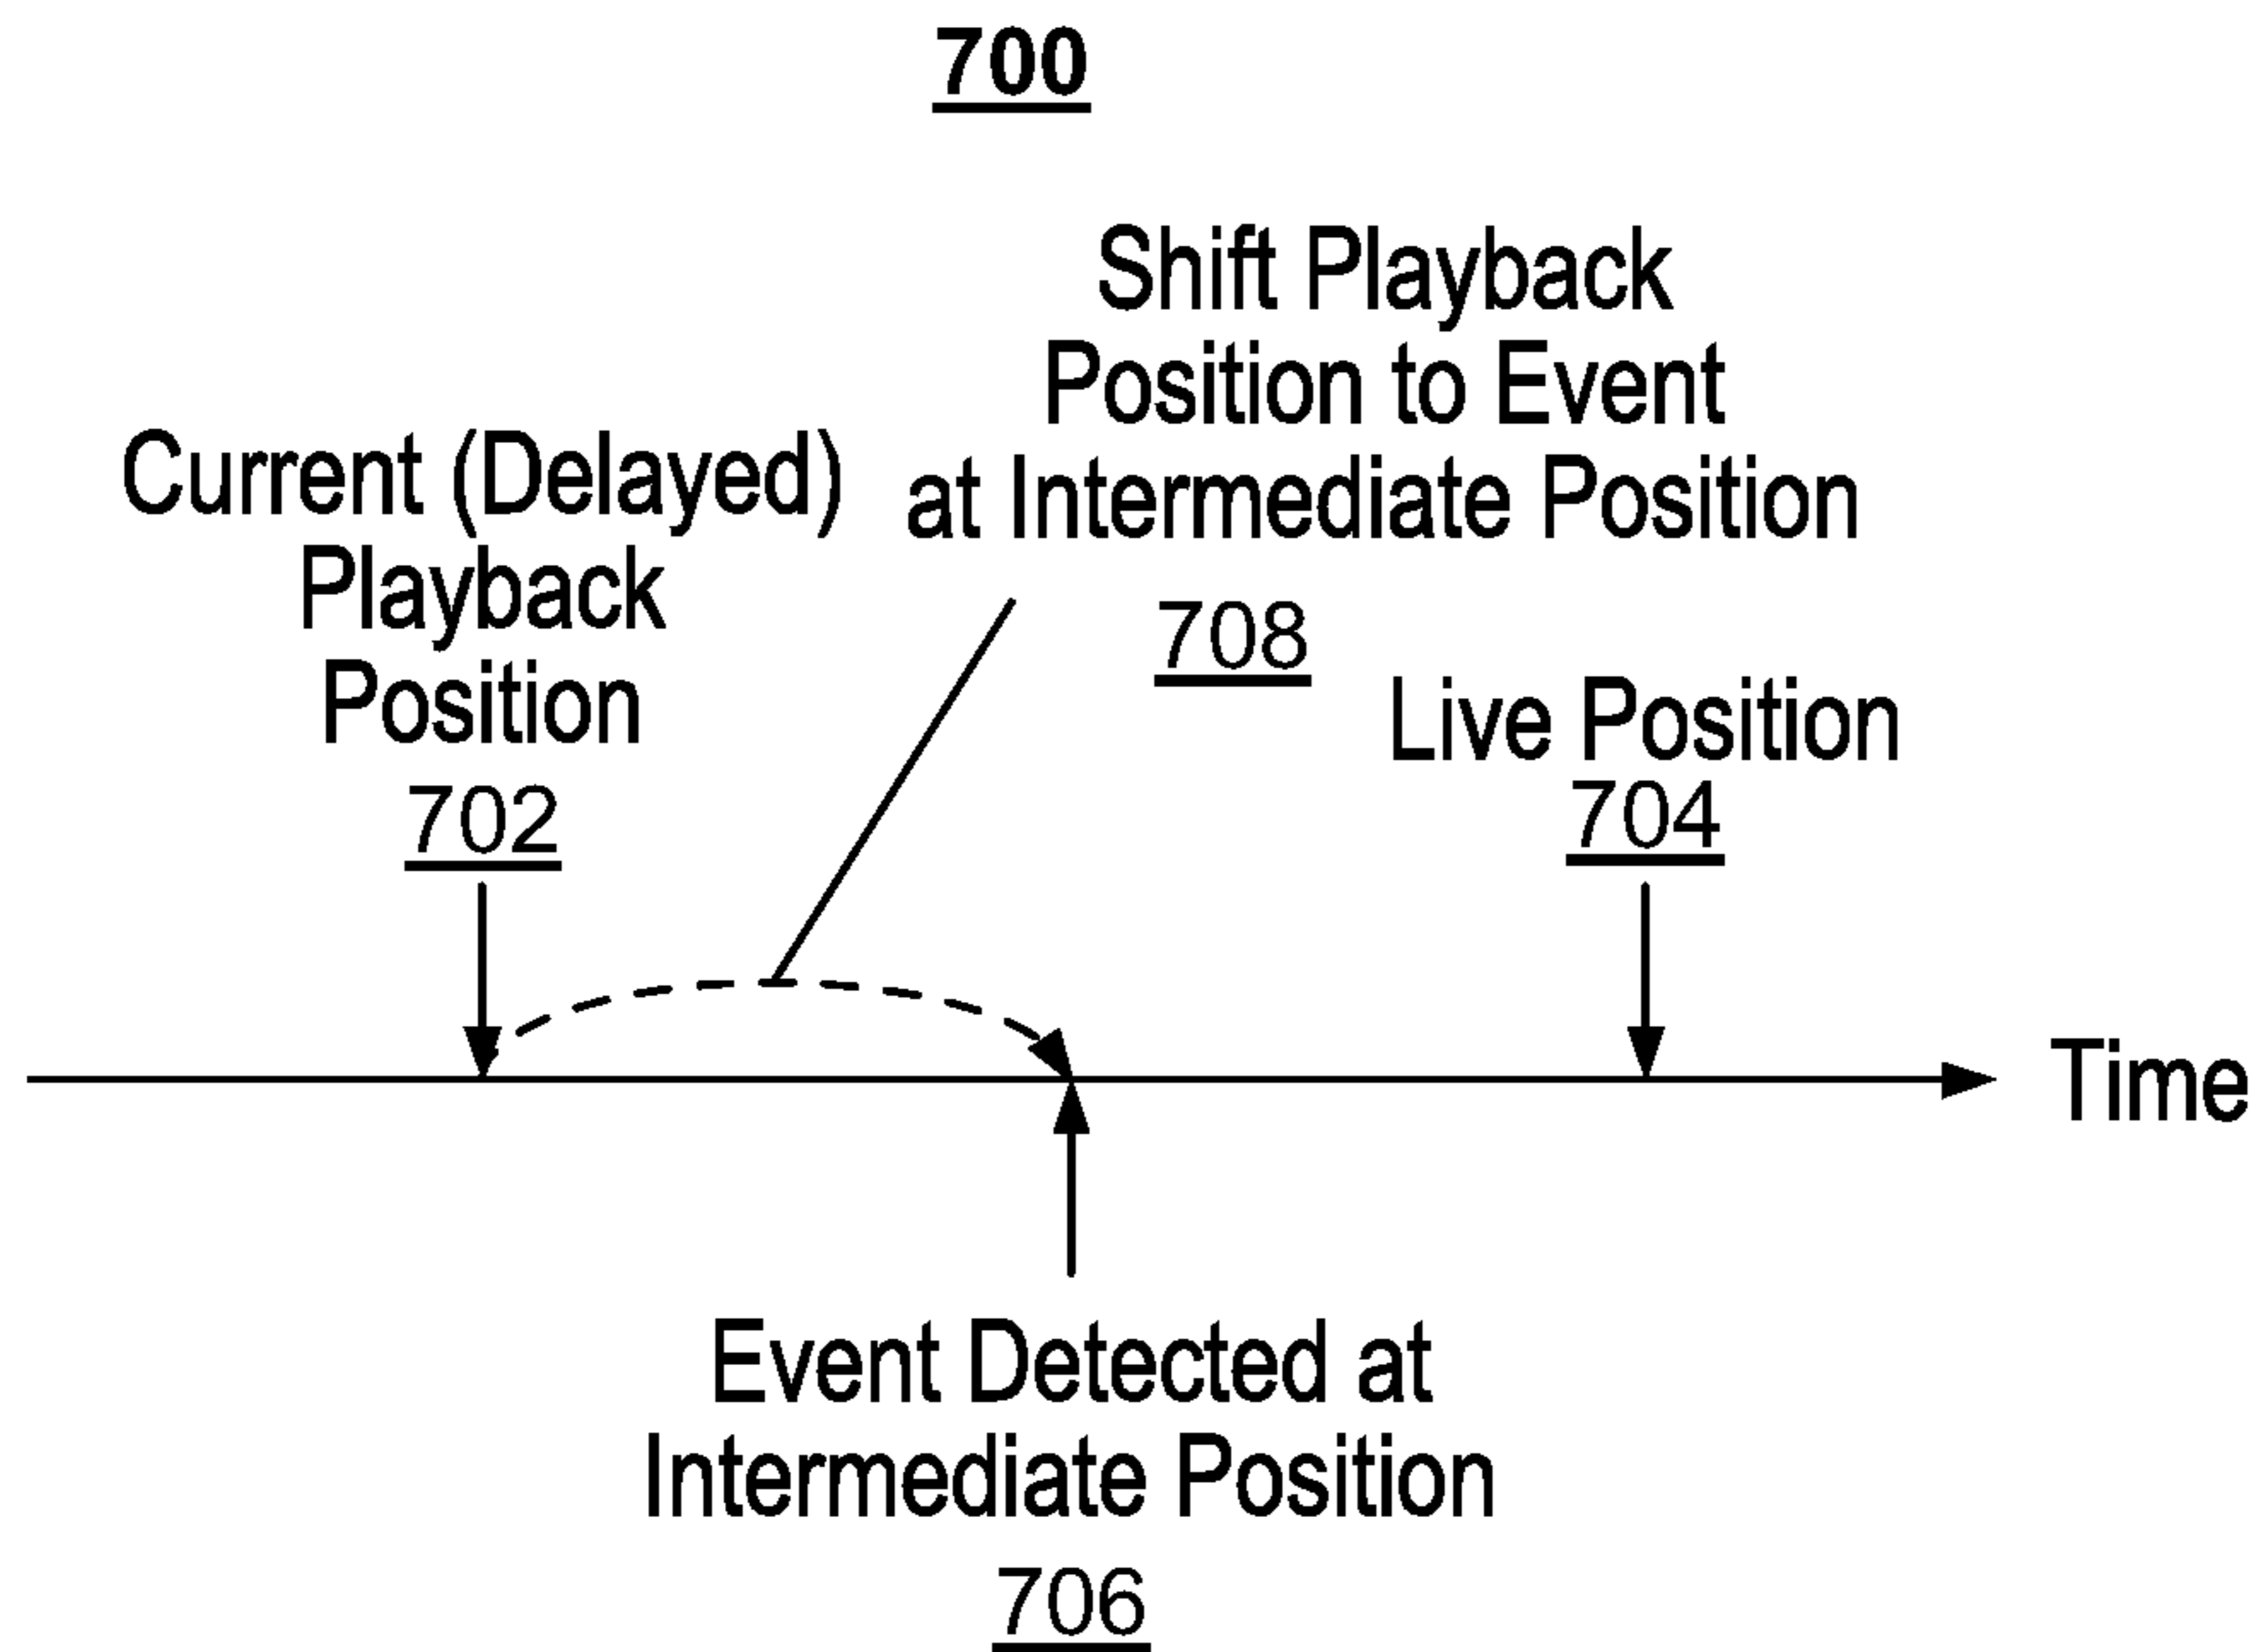 700
Shift Playback
Position to Event
at Intermediate Position
708
Current (Delayed)
Playback
Position
702
Live Position
704
Time
Event Detected at
Intermediate Position
706